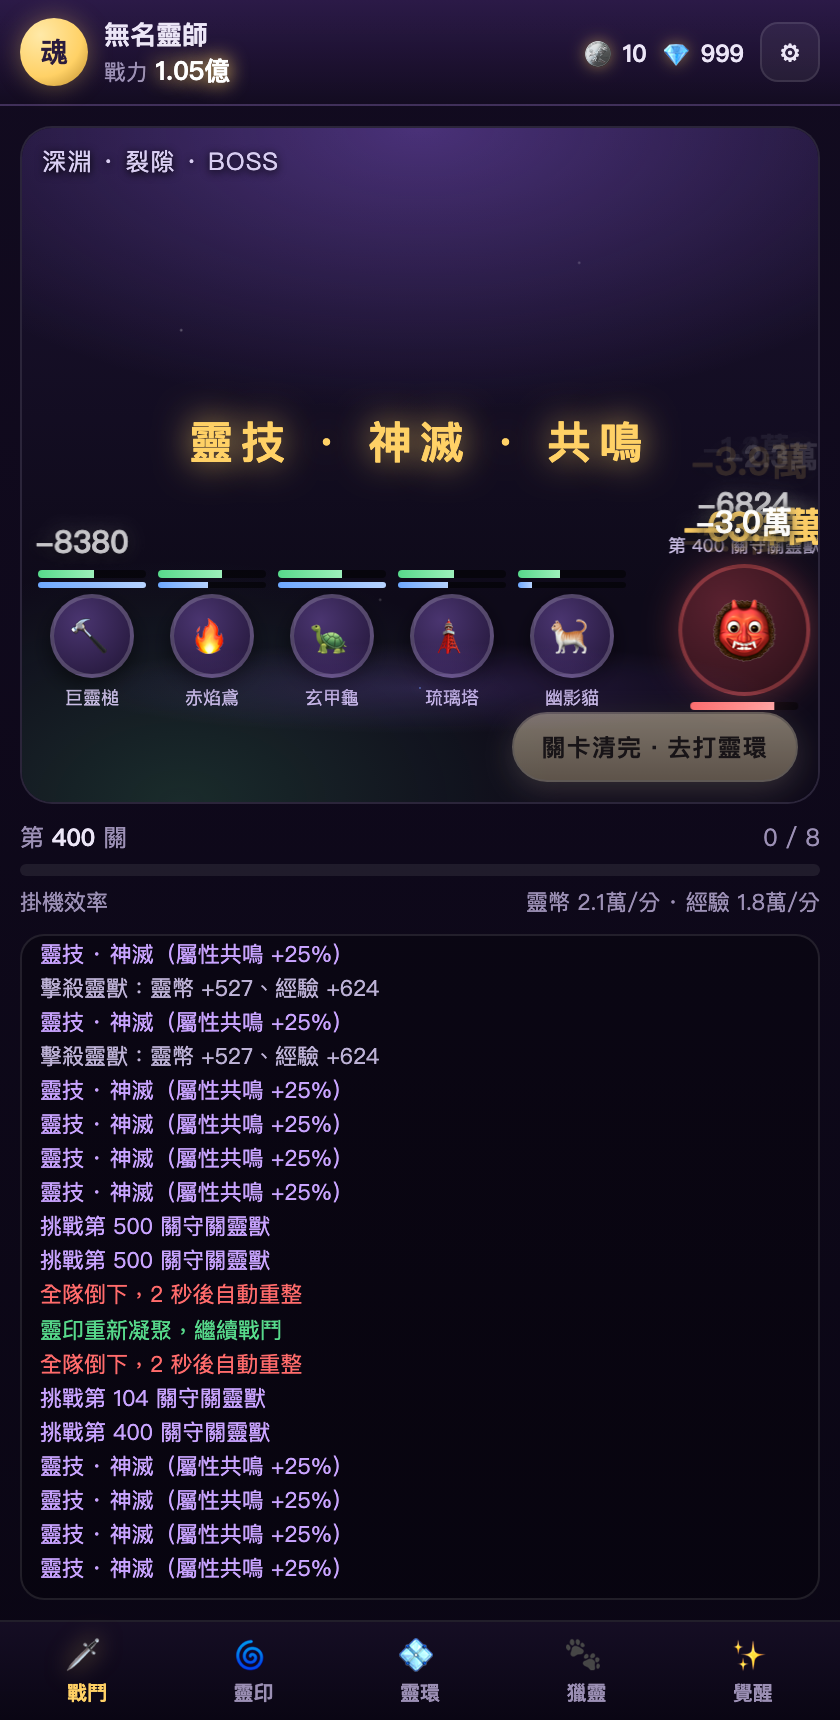 魂
無名靈師
戰力 1.05億
10
999
深淵 · 裂隙 · BOSS
靈技 · 神滅 · 共鳴
−8380
−6824
−3.0萬
第 400 關守關靈獸
巨靈槌
赤焰鳶
玄甲龜
琉璃塔
幽影貓
關卡清完 · 去打靈環
第 400 關
0 / 8
掛機效率
靈幣 2.1萬/分 · 經驗 1.8萬/分
靈技 · 神滅（屬性共鳴 +25%）
擊殺靈獸：靈幣 +527、經驗 +624
靈技 · 神滅（屬性共鳴 +25%）
擊殺靈獸：靈幣 +527、經驗 +624
靈技 · 神滅（屬性共鳴 +25%）
靈技 · 神滅（屬性共鳴 +25%）
靈技 · 神滅（屬性共鳴 +25%）
靈技 · 神滅（屬性共鳴 +25%）
挑戰第 500 關守關靈獸
挑戰第 500 關守關靈獸
全隊倒下，2 秒後自動重整
靈印重新凝聚，繼續戰鬥
全隊倒下，2 秒後自動重整
挑戰第 104 關守關靈獸
挑戰第 400 關守關靈獸
靈技 · 神滅（屬性共鳴 +25%）
靈技 · 神滅（屬性共鳴 +25%）
靈技 · 神滅（屬性共鳴 +25%）
靈技 · 神滅（屬性共鳴 +25%）
戰鬥
靈印
靈環
獵靈
覺醒